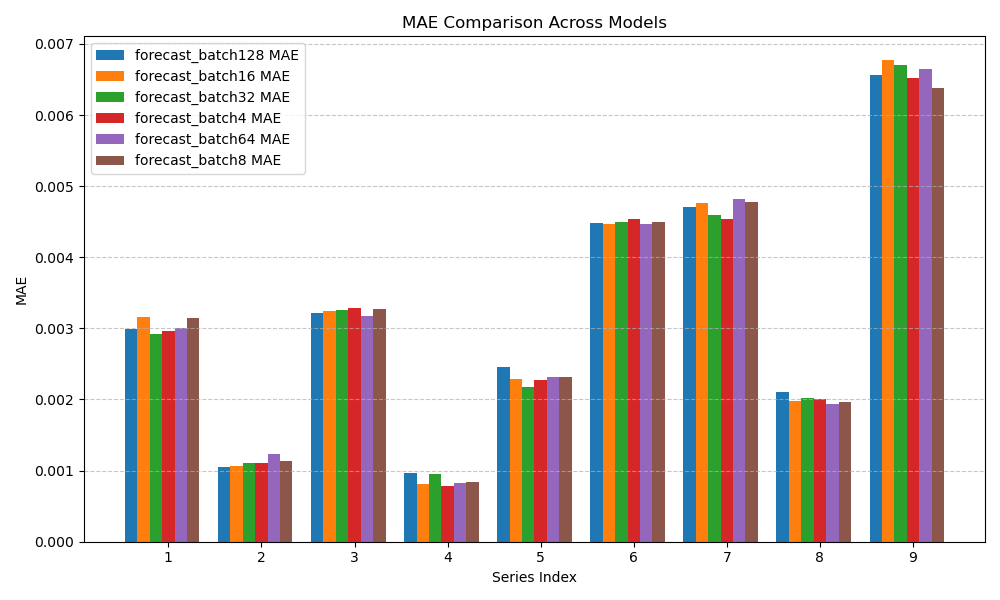 MAE Comparison Across Models
forecast_batch128 MAE
forecast_batch16 MAE
forecast_batch32 MAE
forecast_batch4 MAE
forecast_batch64 MAE
forecast_batch8 MAE
0.007
0.006
0.005
0.004
0.003
0.002
0.001
0.000
MAE
1 2 3 4 5 6 7 8 9
Series Index